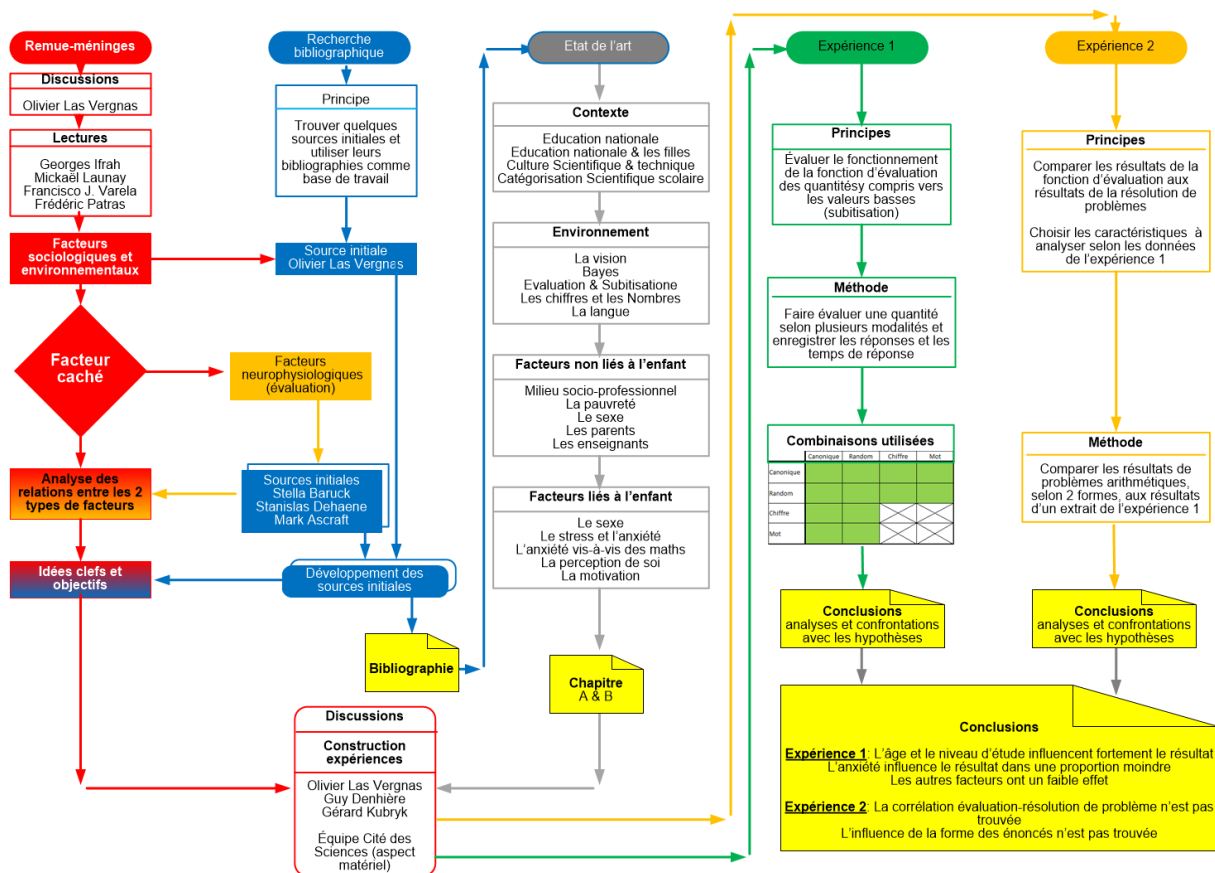 Remue-méninges
Discussions
Olivier Las Vergnas
Lectures
Georges Ifrah
Mickaël Launay
Francisco J. Varela
Frédéric Patras
Facteurs
sociologiques et
environnementaux
Facteur
caché
Analyse des
relations entre les 2
types de facteurs
Idées clefs et
objectifs
Recherche
bibliographique
Principe
Trouver quelques
sources initiales et
utiliser leurs
bibliographies comme
base de travail
Source initiale
Olivier Las Vergnas
Facteurs
neurophysiologiques
(évaluation)
Sources initiales
Stella Baruck
Stanislas Dehaene
Mark Ascraft
Développement des
sources initiales
Bibliographie
Discussions
Construction
expériences
Olivier Las Vergnas
Guy Denhière
Gérard Kubryk
Équipe Cité des
Sciences (aspect
matériel)
Etat de l'art
Contexte
Education nationale
Education nationale & les filles
Culture Scientifique & technique
Catégorisation Scientifique scolaire
Environnement
La vision
Bayes
Evaluation & Subitisatione
Les chiffres et les Nombres
La langue
Facteurs non liés à l'enfant
Milieu socio-professionnel
La pauvreté
Le sexe
Les parents
Les enseignants
Facteurs liés à l'enfant
Le sexe
Le stress et l'anxiété
L'anxiété vis-à-vis des maths
La perception de soi
La motivation
Chapitre
A & B
Expérience 1
Principes
Évaluer le fonctionnement
de la fonction d'évaluation
des quantitésy compris vers
les valeurs basses
(subitisation)
Méthode
Faire évaluer une quantité
selon plusieurs modalités et
enregistrer les réponses et les
temps de réponse
Combinaisons utilisées
Canonique Random Chiffre Mot
Canonique
Random
Chiffre
Mot
Conclusions
analyses et confrontations
avec les hypothèses
Expérience 2
Principes
Comparer les résultats de la
fonction d'évaluation aux
résultats de la résolution de
problèmes
Choisir les caractéristiques à
analyser selon les données
de l'expérience 1
Méthode
Comparer les résultats de
problèmes arithmétiques,
selon 2 formes, aux résultats
d'un extrait de l'expérience 1
Conclusions
analyses et confrontations
avec les hypothèses
Conclusions
Expérience 1: L'âge et le niveau d'étude influencent fortement le résultat
L'anxiété influence le résultat dans une proportion moindre
Les autres facteurs ont un faible effet
Expérience 2: La corrélation évaluation-résolution de problème n'est pas
trouvée
L'influence de la forme des énoncés n'est pas trouvée